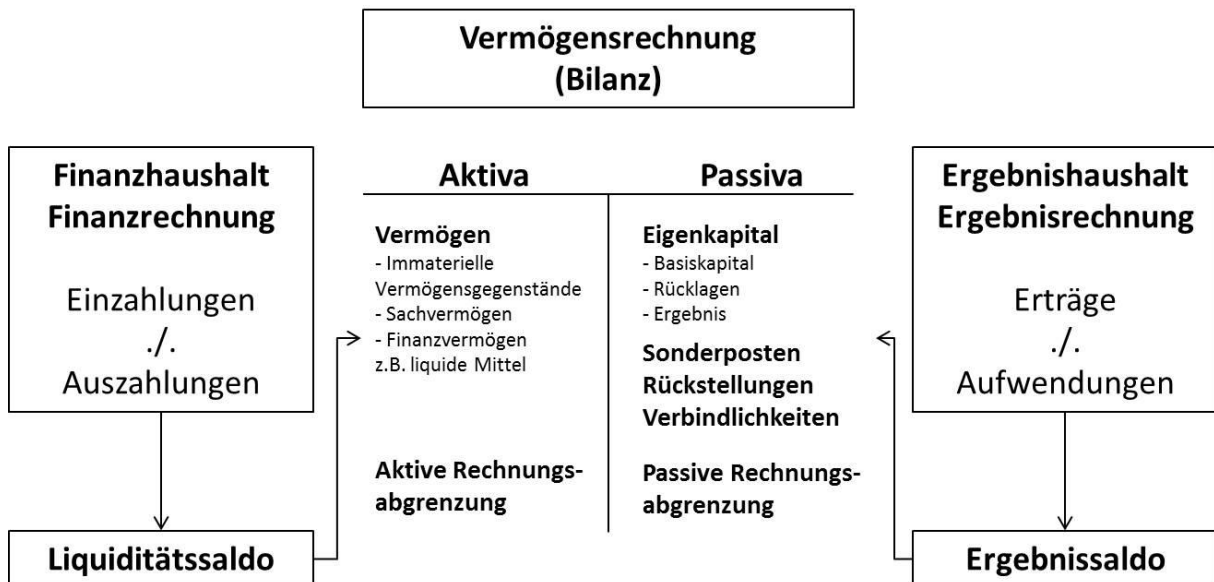 Vermögensrechnung
(Bilanz)
Finanzhaushalt
Finanzrechnung
Einzahlungen
./.
Auszahlungen
Liquiditätssaldo
Aktiva
Vermögen
- Immaterielle
Vermögensgegenstände
- Sachvermögen
- Finanzvermögen
z.B. liquide Mittel
Aktive Rechnungs-
abgrenzung
Passiva
Eigenkapital
- Basiskapital
- Rücklagen
- Ergebnis
Sonderposten
Rückstellungen
Verbindlichkeiten
Passive Rechnungs-
abgrenzung
Ergebnishaushalt
Ergebnisrechnung
Erträge
./.
Aufwendungen
Ergebnissaldo